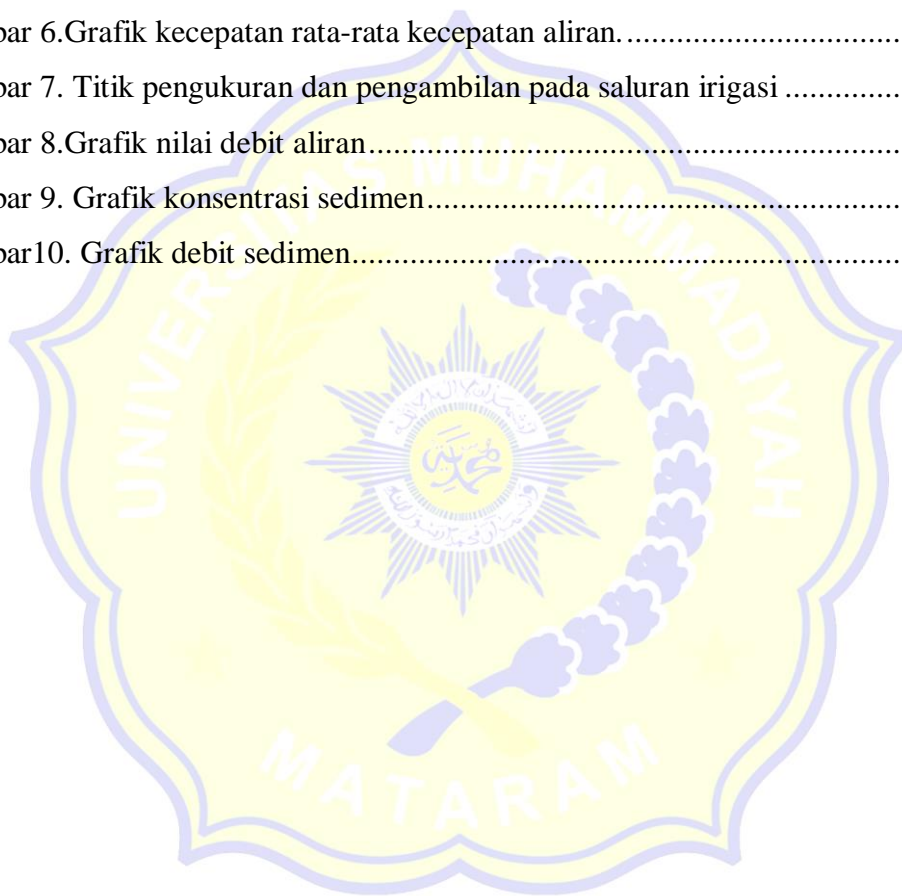 bar 6.Grafik kecepatan rata-rata kecepatan aliran.................................
bar 7. Titik pengukuran dan pengambilan pada saluran irigasi ..............
bar 8.Grafik nilai debit aliran................................................................
bar 9. Grafik konsentrasi sedimen.........................................................
bar10. Grafik debit sedimen..................................................................
UNIVERSITAS MUHAMMADIYAH
MATARAM